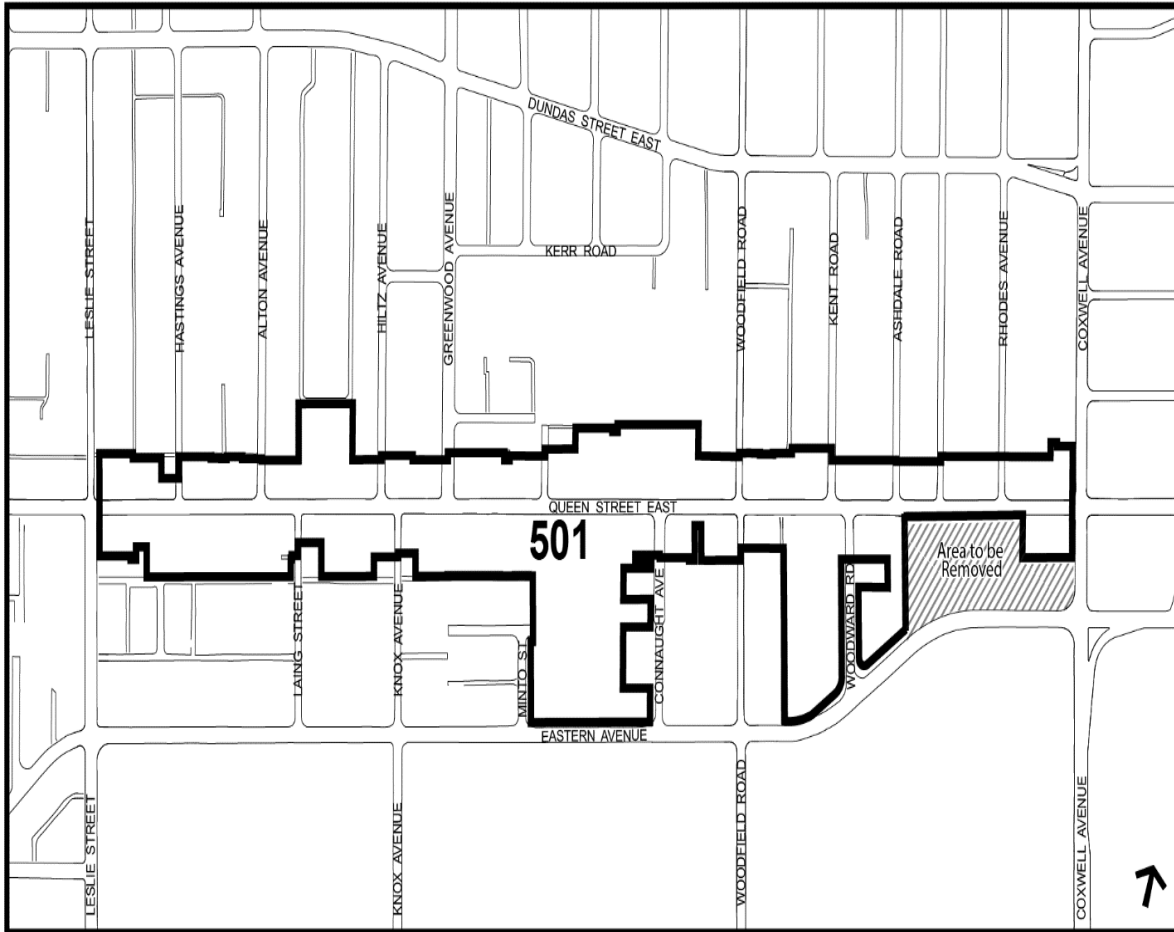 DUNDAS STREET EAST
LESLIE STREET
HASTINGS AVENUE
ALTON AVENUE
HILTZ AVENUE
GREENWOOD AVENUE
KERR ROAD
WOODFIELD ROAD
KENT ROAD
ASHDALE ROAD
RHODES AVENUE
COXWELL AVENUE
QUEEN STREET EAST
501
Area to be
Removed
LAING STREET
KNOX AVENUE
MINTO ST
CONNAUGHT AVE
WOODWARD RD
EASTERN AVENUE
LESLIE STREET
KNOX AVENUE
WOODFIELD ROAD
COXWELL AVENUE